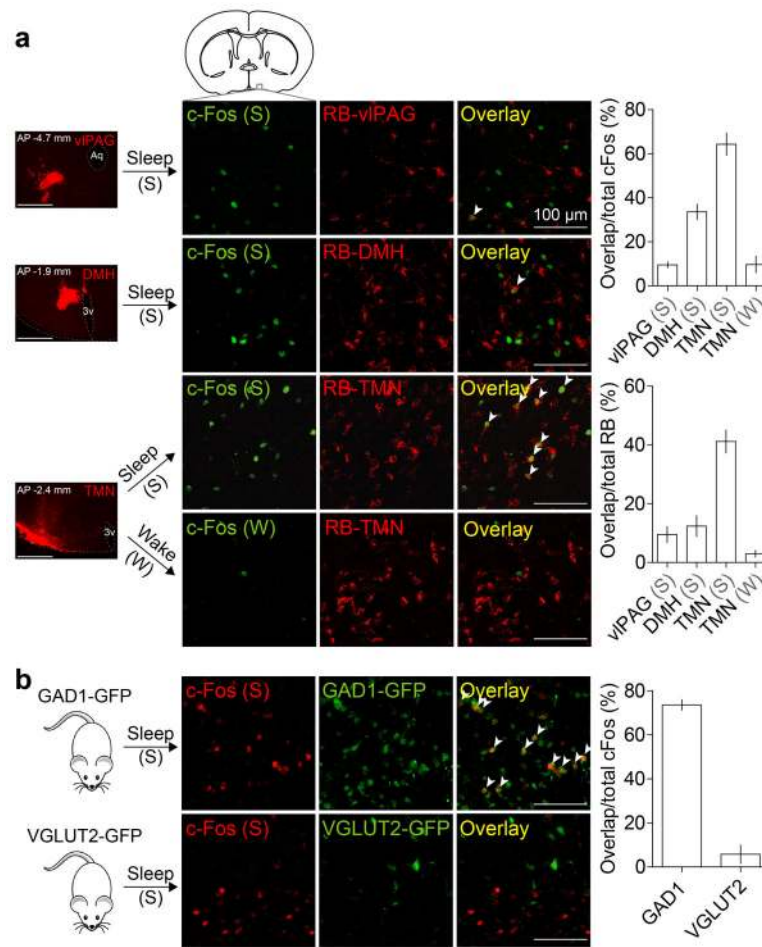 a
c-Fos (S) RB-vlPAG Overlay
AP -4.7 mm vlPAG
Aq
Sleep
(S)
100 µm
c-Fos (S) RB-DMH Overlay
AP -1.9 mm DMH
3v
Sleep
(S)
c-Fos (S) RB-TMN Overlay
AP -2.4 mm TMN
3v
Sleep
(S)
Wake
(W)
c-Fos (W) RB-TMN Overlay
Overlap/total cFos (%)
80
60
40
20
0
vlPAG (S)
DMH (S)
TMN (S)
TMN (W)
Overlap/total RB (%)
60
40
20
0
vlPAG (S)
DMH (S)
TMN (S)
TMN (W)
b
GAD1-GFP
Sleep
(S)
c-Fos (S) GAD1-GFP Overlay
VGLUT2-GFP
Sleep
(S)
c-Fos (S) VGLUT2-GFP Overlay
Overlap/total cFos (%)
80
60
40
20
0
GAD1
VGLUT2